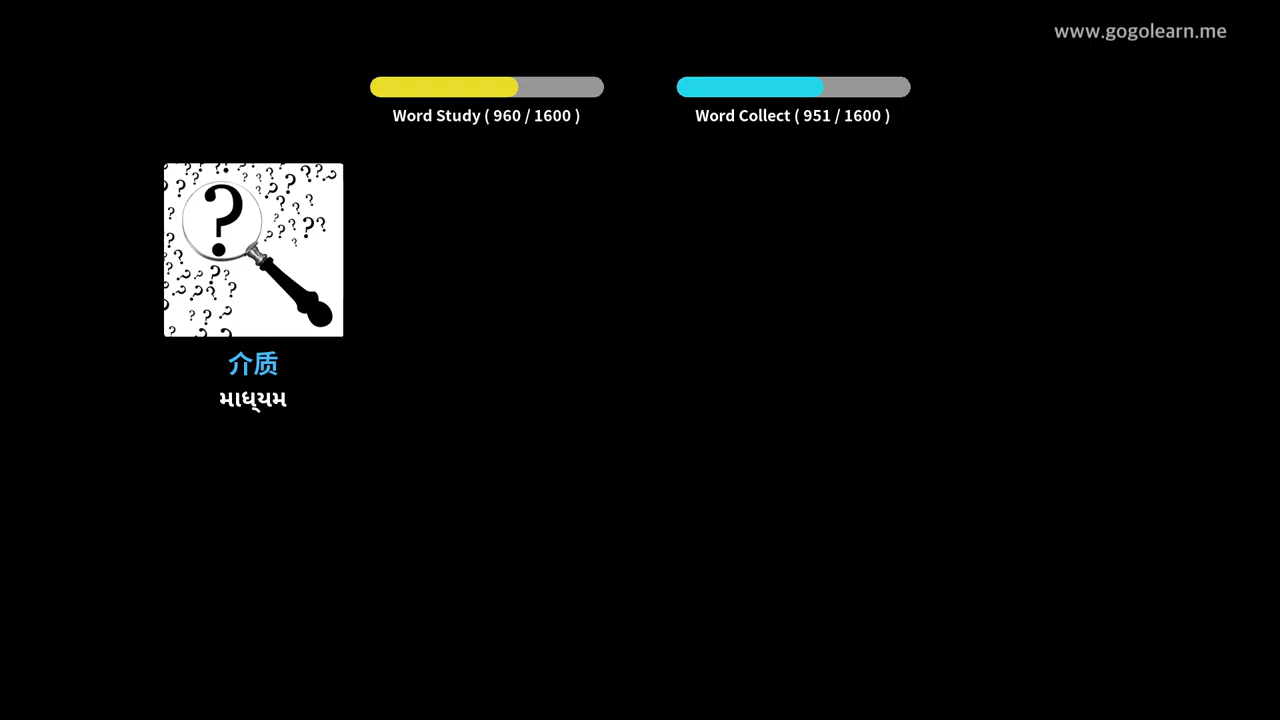 www.gogolearn.me
Word Study ( 960 / 1600 )
Word Collect ( 951 / 1600 )
介质
માધ્યમ